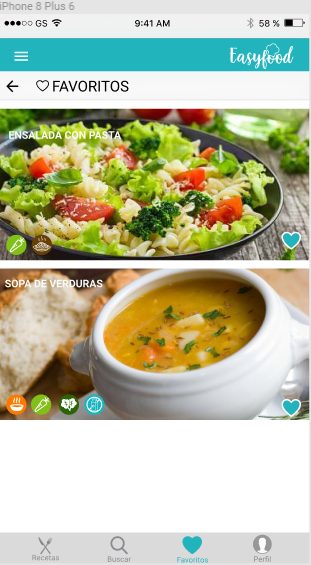 iPhone 8 Plus 6
GS 9:41 AM 58 %
Easyfood
FAVORITOS
ENSALADA CON PASTA
SOPA DE VERDURAS
Recetas Buscar Favoritos Perfil